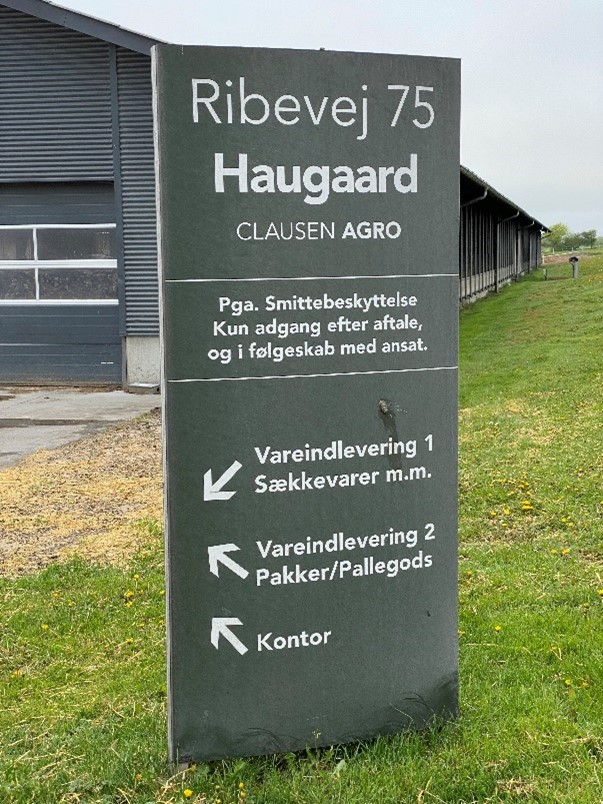 Ribevej 75
Haugaard
CLAUSEN AGRO
Pga. Smittebeskyttelse
Kun adgang efter aftale,
og i følgeskab med ansat.
Vareindlevering 1
Sækkevarer m.m.
Vareindlevering 2
Pakker/Pallegods
Kontor